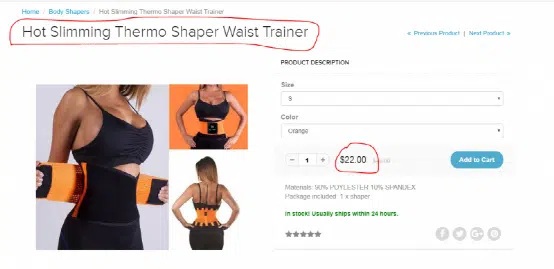 Home / Body Shapers / Hot Slimming Thermo Shaper Waist Trainer
Hot Slimming Thermo Shaper Waist Trainer
« Previous Product | Next Product »
PRODUCT DESCRIPTION
Size
S
Color
Orange
− 1 + $22.00 Add to Cart
Materials: 90% POYLESTER 10% SPANDEX
Package included: 1 x shaper
In stock! Usually ships within 24 hours.